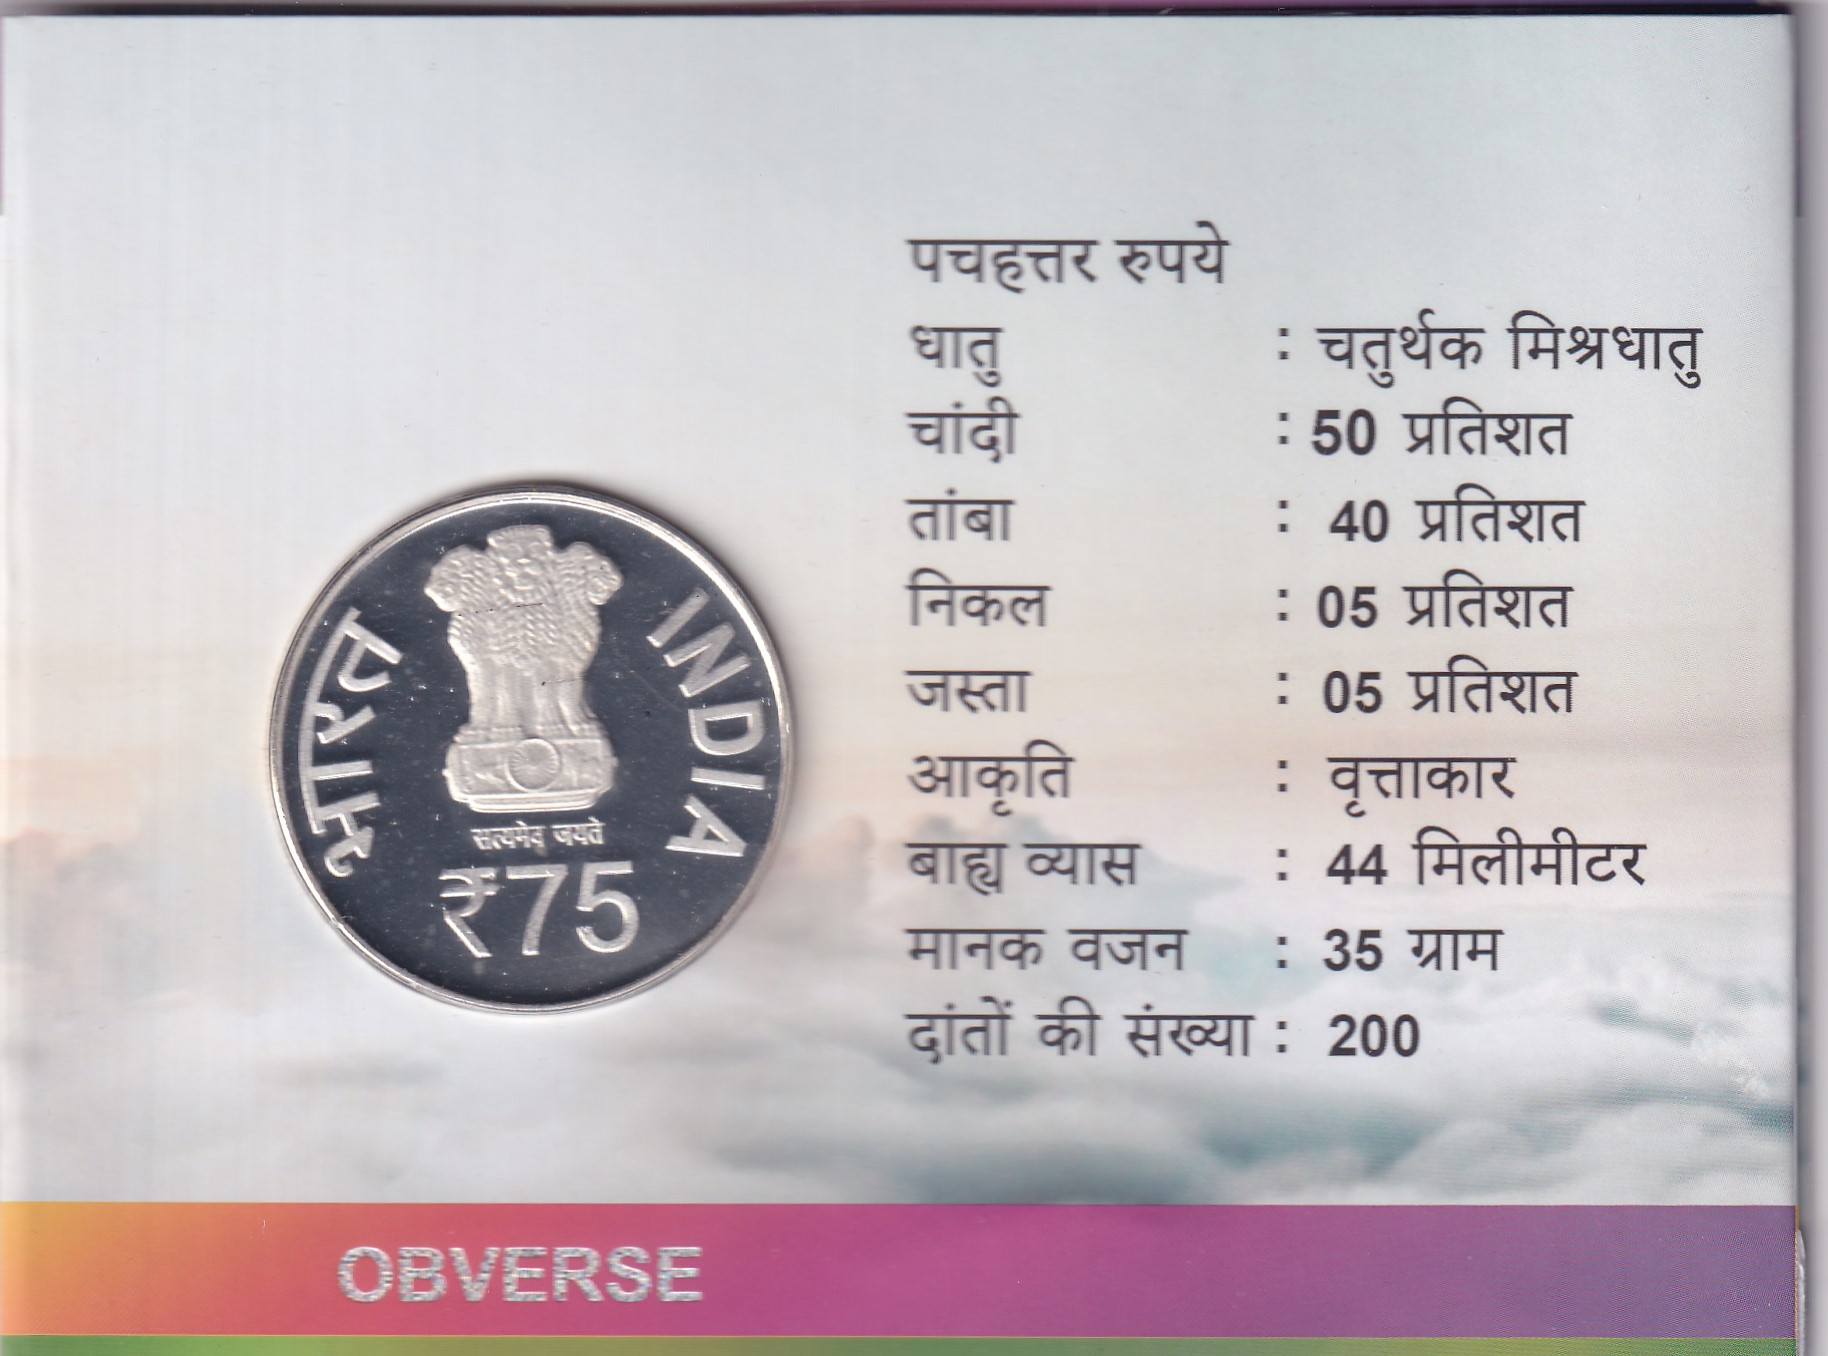 भारत
INDIA
सत्यमेव जयते
₹75
पचहत्तर रुपये
धातु : चतुर्थक मिश्रधातु
चांदी : 50 प्रतिशत
तांबा : 40 प्रतिशत
निकल : 05 प्रतिशत
जस्ता : 05 प्रतिशत
आकृति : वृत्ताकार
बाह्य व्यास : 44 मिलीमीटर
मानक वजन : 35 ग्राम
दांतों की संख्या : 200
OBVERSE